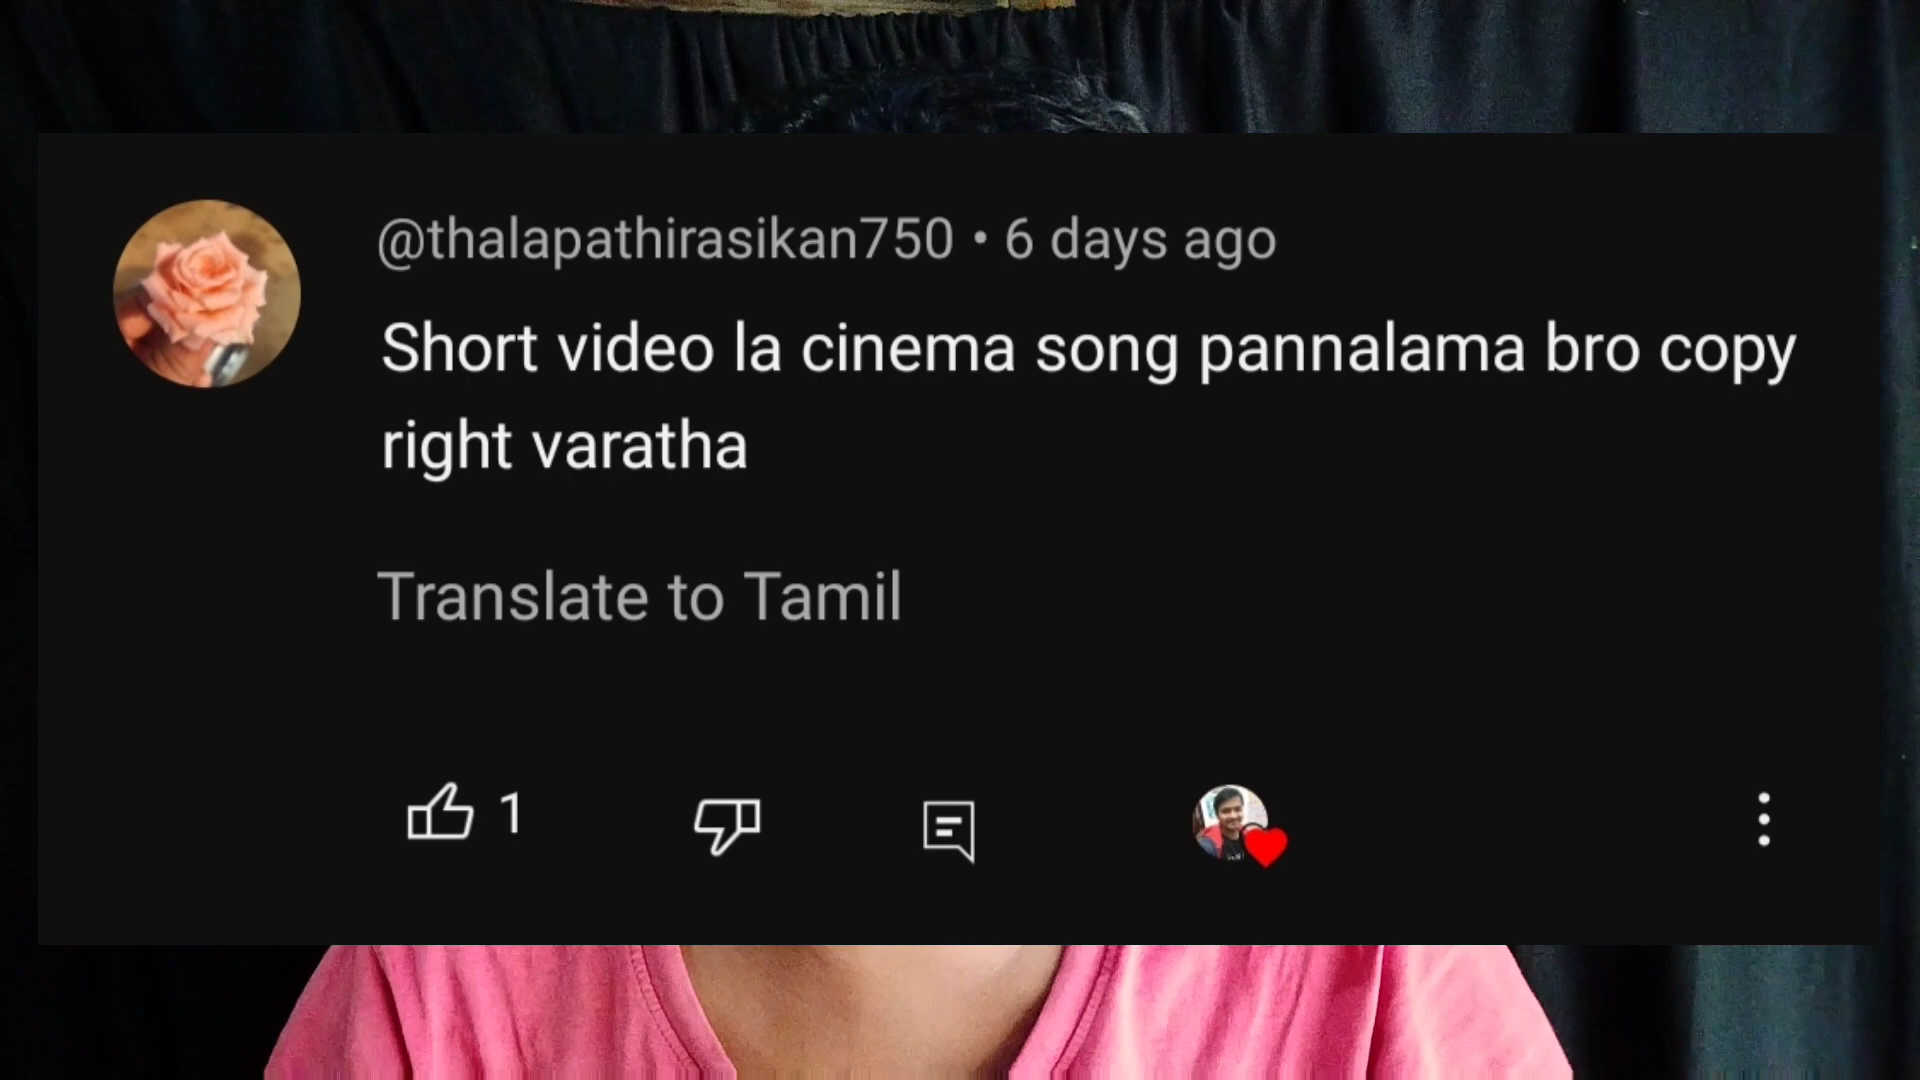 @thalapathirasikan750 • 6 days ago
Short video la cinema song pannalama bro copy
right varatha
Translate to Tamil
1